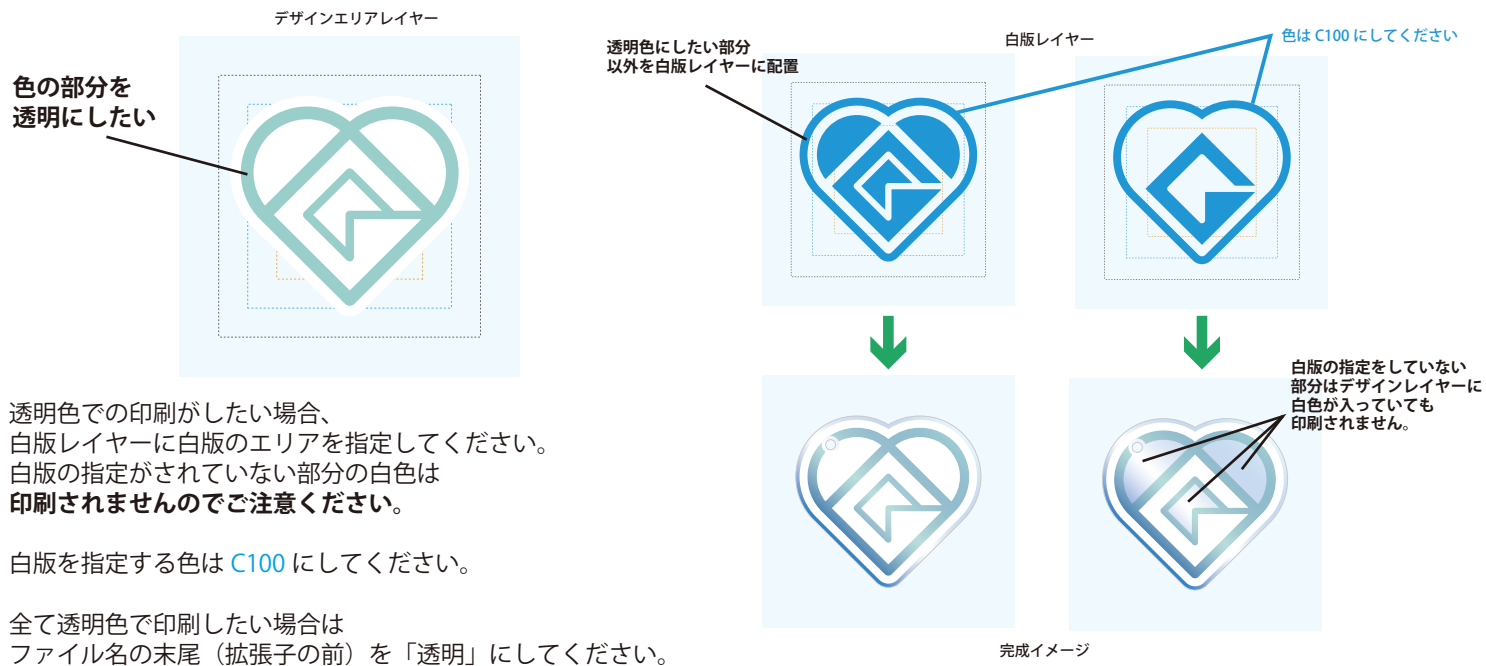 デザインエリアレイヤー
色の部分を
透明にしたい
透明色での印刷がしたい場合、
白版レイヤーに白版のエリアを指定してください。
白版の指定がされていない部分の白色は
印刷されませんのでご注意ください。
白版を指定する色は C100 にしてください。
全て透明色で印刷したい場合は
ファイル名の末尾（拡張子の前）を「透明」にしてください。
透明色にしたい部分
以外を白版レイヤーに配置
白版レイヤー
色は C100 にしてください
白版の指定をしていない
部分はデザインレイヤーに
白色が入っていても
印刷されません。
完成イメージ